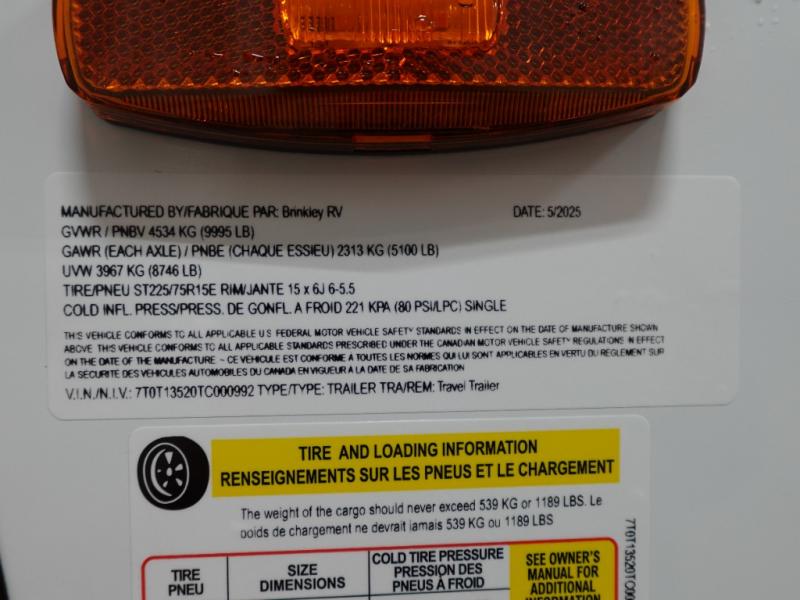 MANUFACTURED BY/FABRIQUE PAR: Brinkley RV DATE: 5/2025
GVWR / PNBV 4534 KG (9995 LB)
GAWR (EACH AXLE) / PNBE (CHAQUE ESSIEU) 2313 KG (5100 LB)
UVW 3967 KG (8746 LB)
TIRE/PNEU ST225/75R15E RIM/JANTE 15 x 6J 6-5.5
COLD INFL. PRESS/PRESS. DE GONFL. A FROID 221 KPA (80 PSI/LPC) SINGLE
THIS VEHICLE CONFORMS TO ALL APPLICABLE U.S. FEDERAL MOTOR VEHICLE SAFETY STANDARDS IN EFFECT ON THE DATE OF MANUFACTURE SHOWN
ABOVE. THIS VEHICLE CONFORMS TO ALL APPLICABLE STANDARDS PRESCRIBED UNDER THE CANADIAN MOTOR VEHICLE SAFETY REGULATIONS IN EFFECT
ON THE DATE OF THE MANUFACTURE - CE VEHICULE EST CONFORME A TOUTES LES NORMES QUI LUI SONT APPLICABLES EN VERTU DU REGLEMENT SUR
LA SECURITE DES VEHICULES AUTOMOBILES DU CANADA EN VIGUEUR A LA DATE DE SA FABRICATION
V.I.N./N.I.V.: 7T0T13520TC000992 TYPE/TYPE: TRAILER TRA/REM: Travel Trailer
TIRE AND LOADING INFORMATION
RENSEIGNEMENTS SUR LES PNEUS ET LE CHARGEMENT
The weight of the cargo should never exceed 539 KG or 1189 LBS. Le
poids de chargement ne devrait jamais 539 KG ou 1189 LBS
TIRE
PNEU
SIZE
DIMENSIONS
COLD TIRE PRESSURE
PRESSION DES
PNEUS À FROID
SEE OWNER'S
MANUAL FOR
ADDITIONAL
INFORMATION